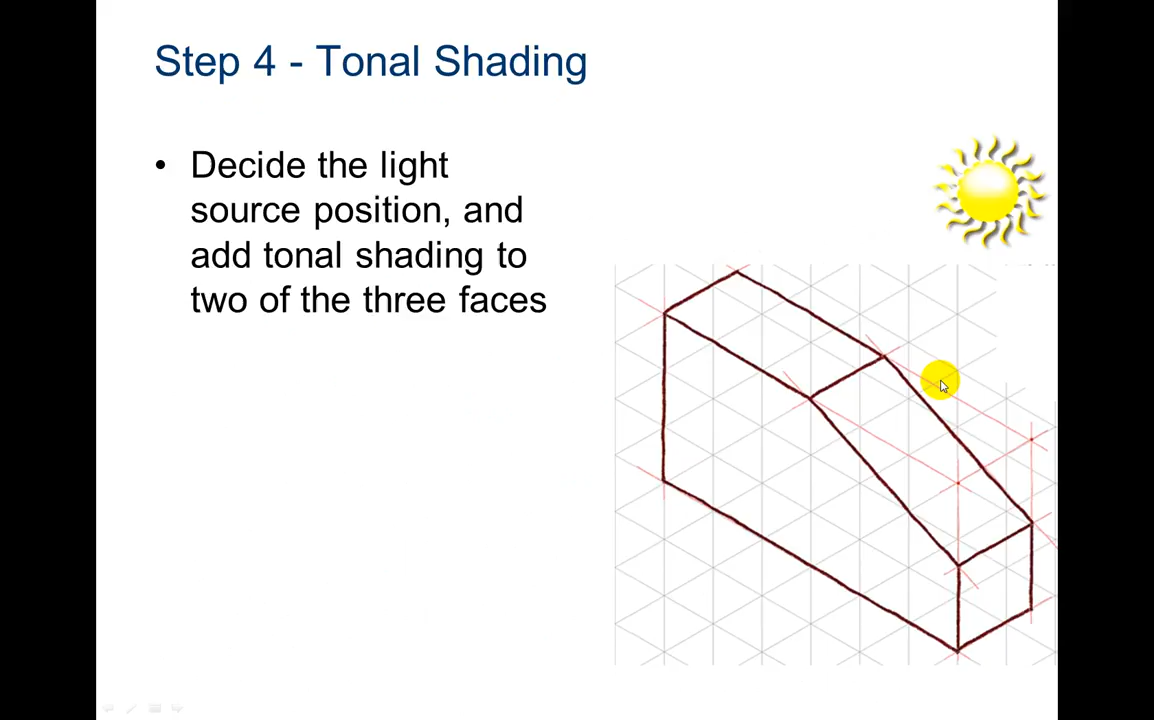 Step 4 - Tonal Shading
• Decide the light
source position, and
add tonal shading to
two of the three faces